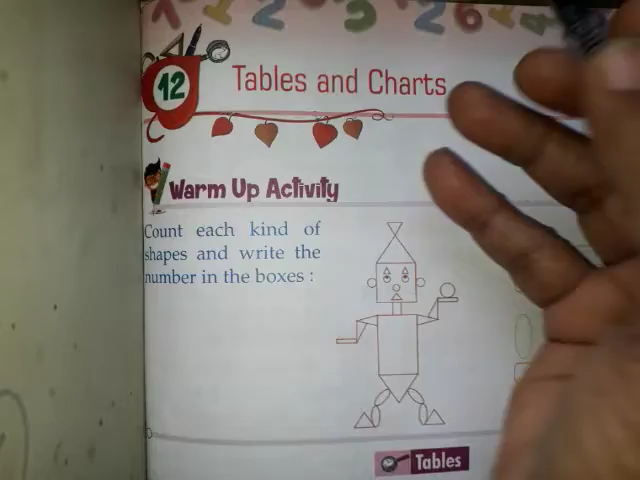 12
Tables and Charts
Warm Up Activity
Count each kind of
shapes and write the
number in the boxes :
Tables